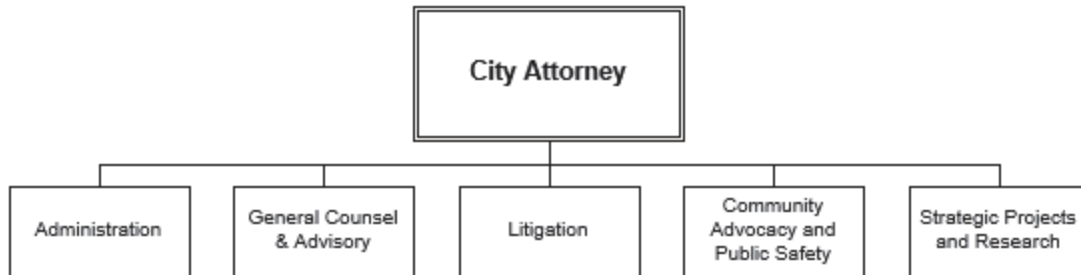 City Attorney
Administration
General Counsel
& Advisory
Litigation
Community
Advocacy and
Public Safety
Strategic Projects
and Research